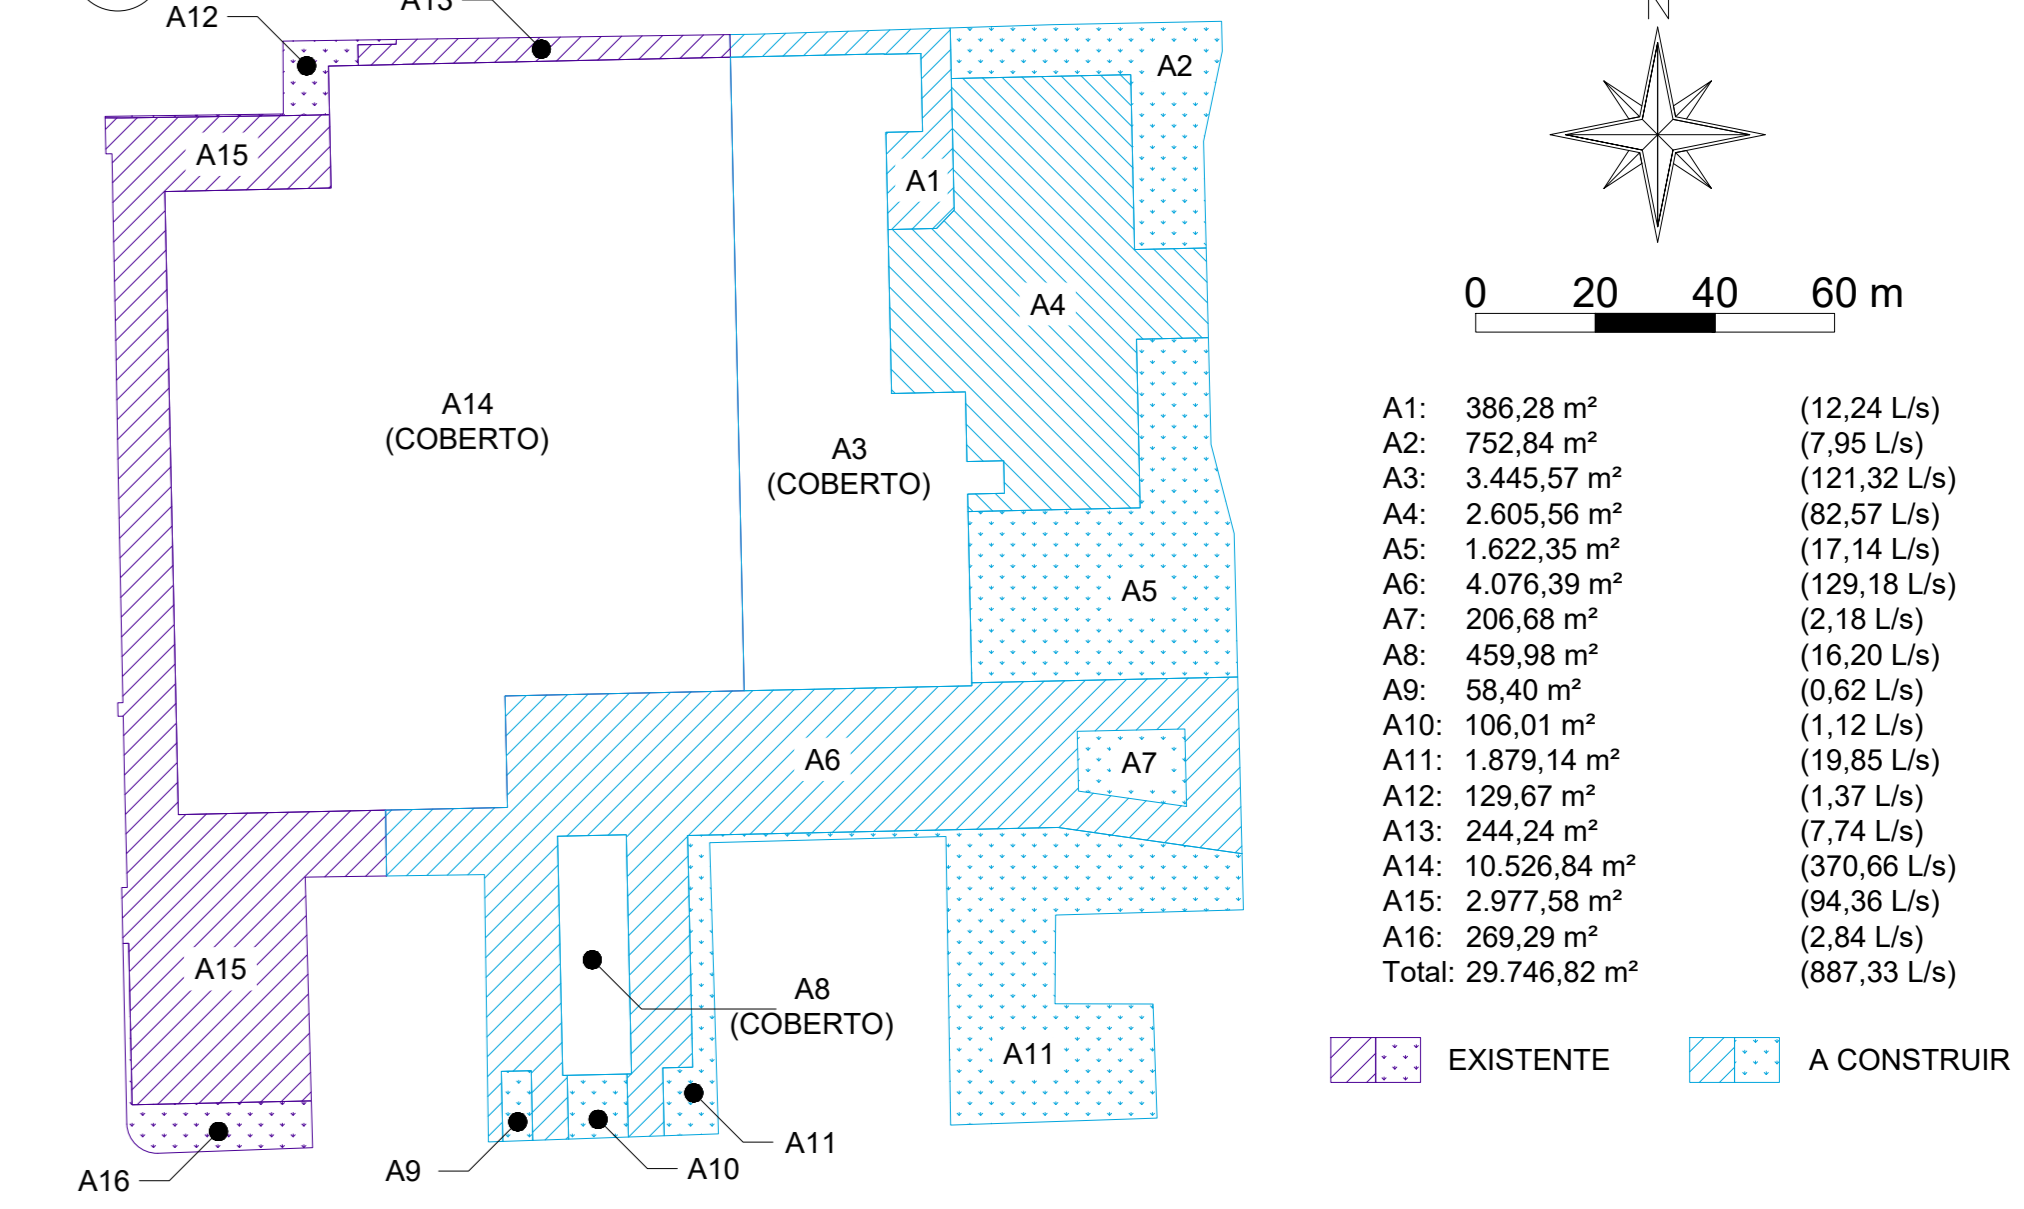 A13
N
A12
A2
A15
A1
A4
0 20 40 60 m
A14
(COBERTO)
A3
(COBERTO)
A5
A6
A7
A15
A8
(COBERTO)
A11
A11
A9
A10
A16
A1: 386,28 m² (12,24 L/s)
A2: 752,84 m² (7,95 L/s)
A3: 3.445,57 m² (121,32 L/s)
A4: 2.605,56 m² (82,57 L/s)
A5: 1.622,35 m² (17,14 L/s)
A6: 4.076,39 m² (129,18 L/s)
A7: 206,68 m² (2,18 L/s)
A8: 459,98 m² (16,20 L/s)
A9: 58,40 m² (0,62 L/s)
A10: 106,01 m² (1,12 L/s)
A11: 1.879,14 m² (19,85 L/s)
A12: 129,67 m² (1,37 L/s)
A13: 244,24 m² (7,74 L/s)
A14: 10.526,84 m² (370,66 L/s)
A15: 2.977,58 m² (94,36 L/s)
A16: 269,29 m² (2,84 L/s)
Total: 29.746,82 m² (887,33 L/s)
EXISTENTE
A CONSTRUIR